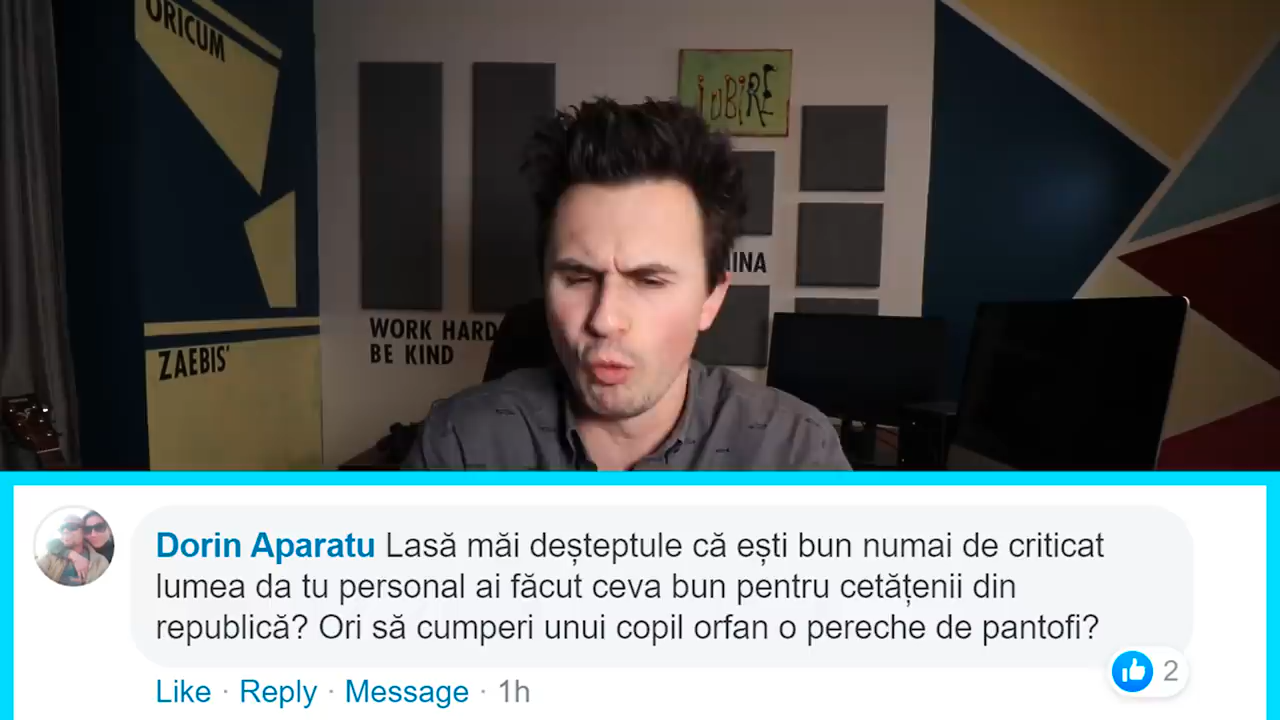 ORICUM
iUBiRE
INA
WORK HARD
BE KIND
ZAEBIS'
Dorin Aparatu Lasă măi deșteptule că ești bun numai de criticat
lumea da tu personal ai făcut ceva bun pentru cetățenii din
republică? Ori să cumperi unui copil orfan o pereche de pantofi?
2
Like · Reply · Message · 1h